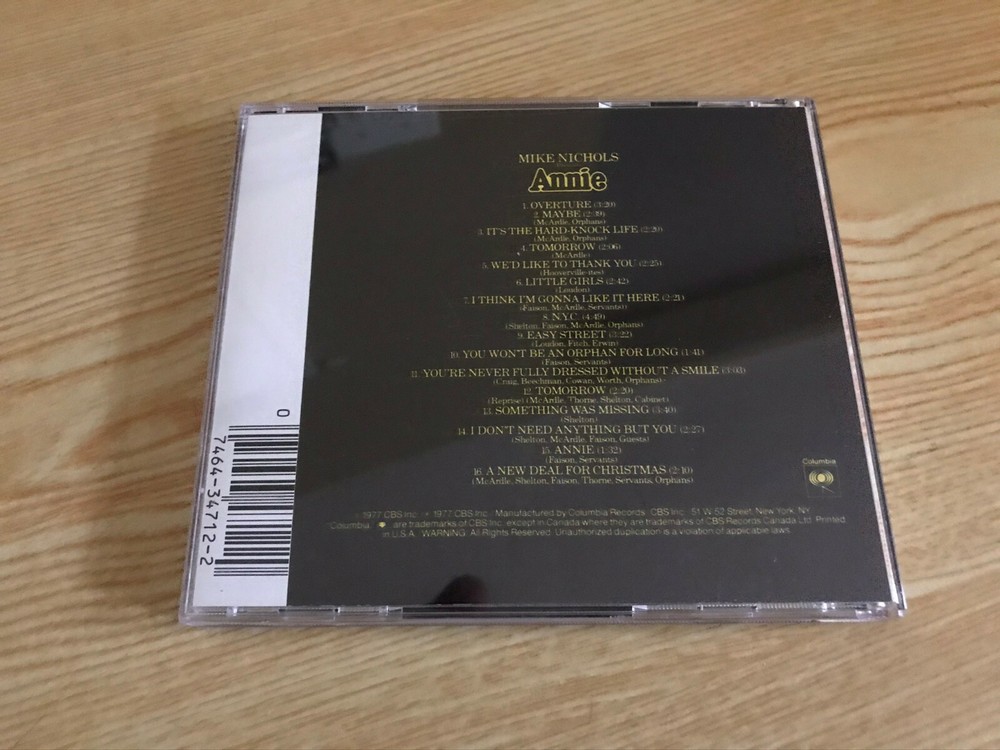 MIKE NICHOLS
Annie
1. OVERTURE (3:20)
2. MAYBE (2:39)
(McArdle, Orphans)
3. IT'S THE HARD-KNOCK LIFE (2:20)
(McArdle, Orphans)
4. TOMORROW (2:06)
(McArdle)
5. WE'D LIKE TO THANK YOU (2:25)
(Hooverville-ites)
6. LITTLE GIRLS (2:42)
(Loudon)
7. I THINK I'M GONNA LIKE IT HERE (2:21)
(Faison, McArdle, Servants)
8. N.Y.C. (4:49)
(Shelton, Faison, McArdle, Orphans)
9. EASY STREET (3:22)
(Loudon, Fitch, Erwin)
10. YOU WON'T BE AN ORPHAN FOR LONG (1:41)
(Faison, Servants)
11. YOU'RE NEVER FULLY DRESSED WITHOUT A SMILE (3:03)
(Craig, Beechman, Cowan, Worth, Orphans)
12. TOMORROW (2:20)
(Reprise) (McArdle, Thorne, Shelton, Cabinet)
13. SOMETHING WAS MISSING (3:40)
(Shelton)
14. I DON'T NEED ANYTHING BUT YOU (2:27)
(Shelton, McArdle, Faison, Guests)
15. ANNIE (1:32)
(Faison, Servants)
16. A NEW DEAL FOR CHRISTMAS (2:10)
(McArdle, Shelton, Faison, Thorne, Servants, Orphans)
Columbia
1977 CBS Inc. 1977 CBS Inc. Manufactured by Columbia Records CBS Inc. 51 W. 52 Street, New York, NY
"Columbia," are trademarks of CBS Inc. except in Canada where they are trademarks of CBS Records Canada Ltd. Printed
in U.S.A. WARNING: All Rights Reserved. Unauthorized duplication is a violation of applicable laws.
0 7464-34712-2